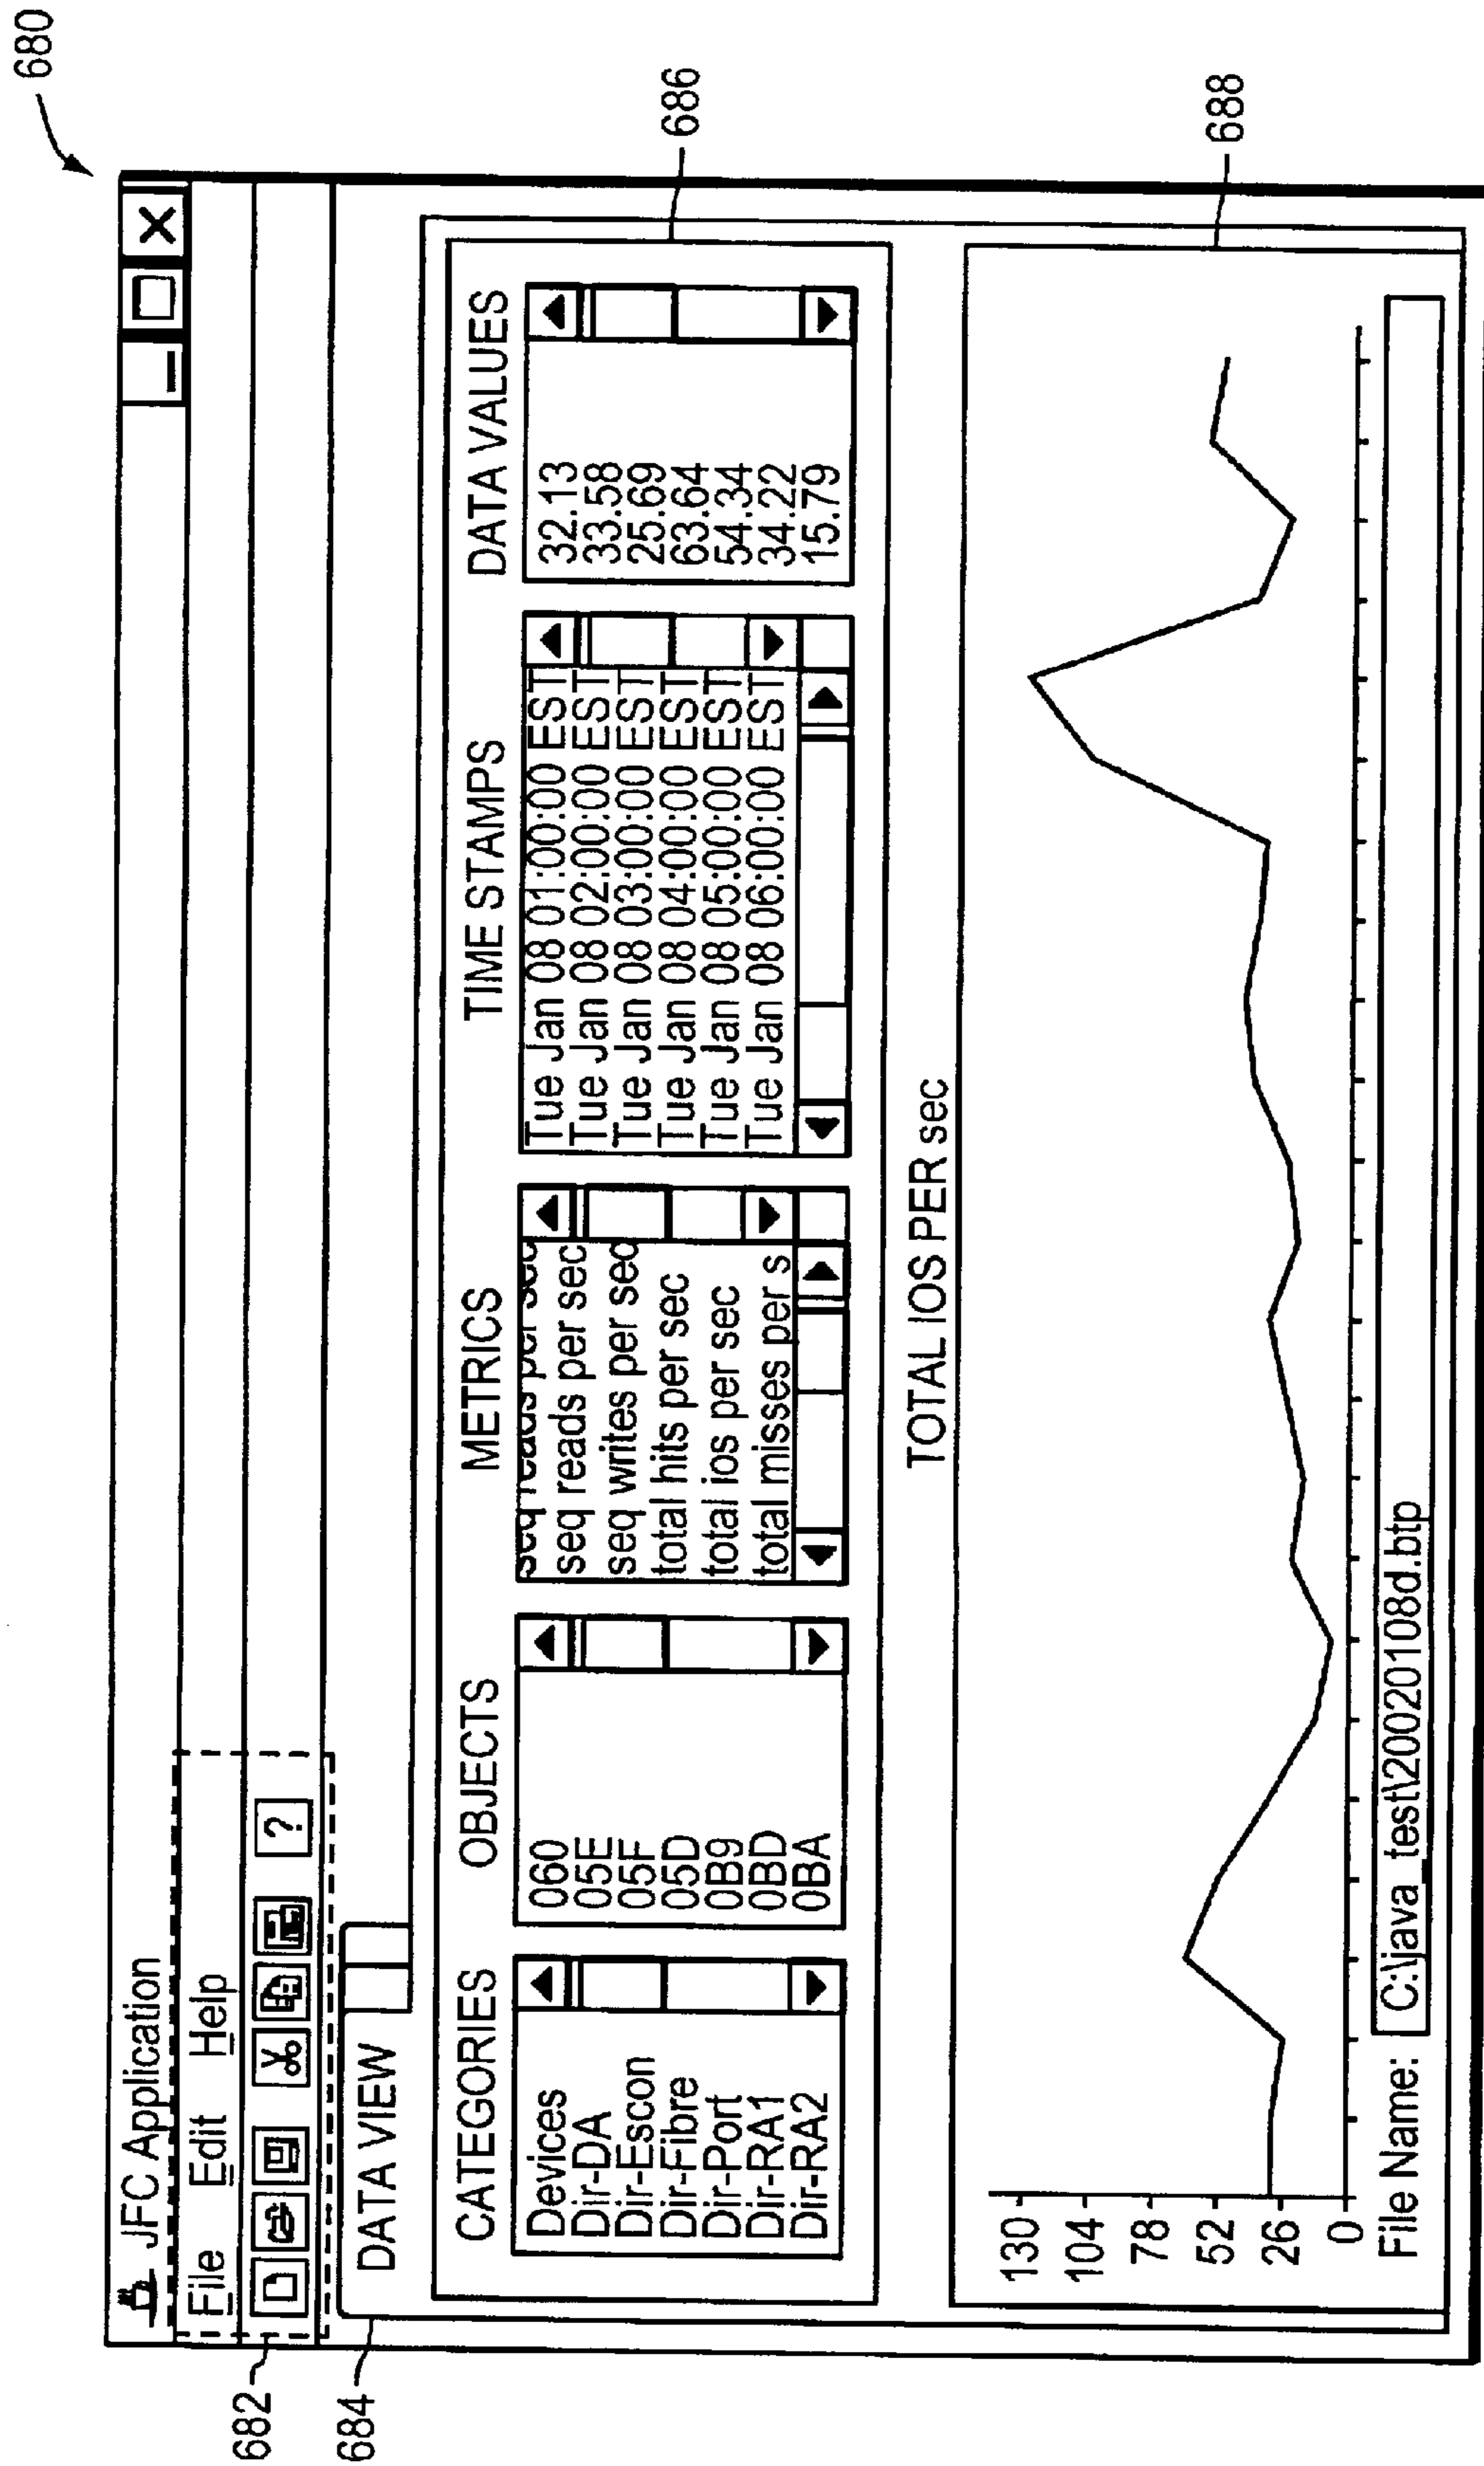 680
JFC Application
File Edit Help
?
682
DATA VIEW
684
CATEGORIES
Devices
Dir-DA
Dir-Escon
Dir-Fibre
Dir-Port
Dir-RA1
Dir-RA2
OBJECTS
060
05E
05F
05D
0B9
0BD
0BA
METRICS
seq reads per sec
seq reads per sec
seq writes per sec
total hits per sec
total ios per sec
total misses per s
TIME STAMPS
Tue Jan 08 01:00:00 EST
Tue Jan 08 02:00:00 EST
Tue Jan 08 03:00:00 EST
Tue Jan 08 04:00:00 EST
Tue Jan 08 05:00:00 EST
Tue Jan 08 06:00:00 EST
DATA VALUES
32.13
33.58
25.69
63.64
54.34
34.22
15.79
686
TOTAL IOS PER sec
688
130
104
78
52
26
0
File Name: C:\java_test\20020108d.btp